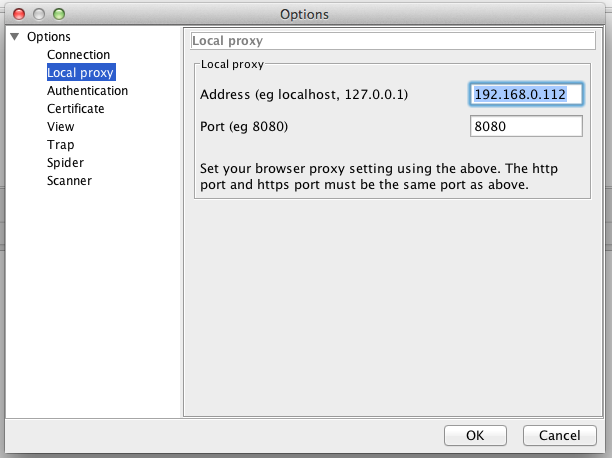 Options
Options
Connection
Local proxy
Authentication
Certificate
View
Trap
Spider
Scanner
Local proxy
Local proxy
Address (eg localhost, 127.0.0.1)
192.168.0.112
Port (eg 8080)
8080
Set your browser proxy setting using the above. The http
port and https port must be the same port as above.
OK
Cancel